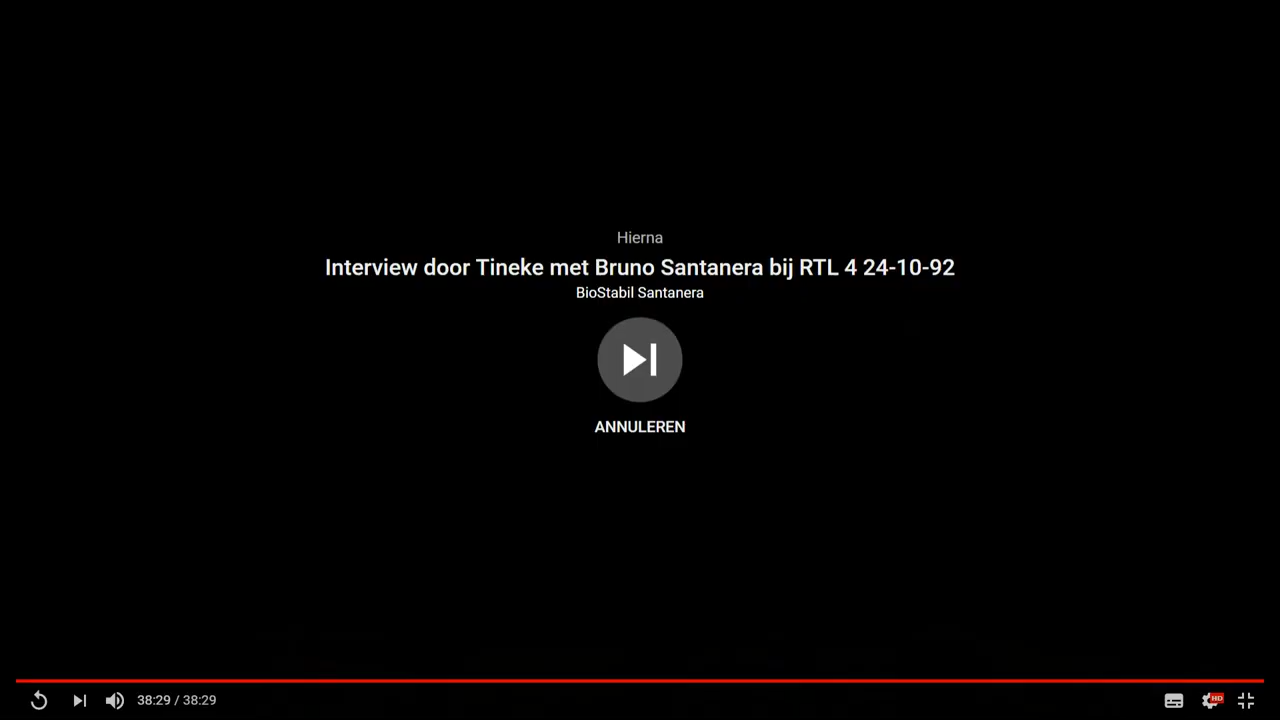 Hierna
Interview door Tineke met Bruno Santanera bij RTL 4 24-10-92
BioStabil Santanera
ANNULEREN
38:29 / 38:29
HD